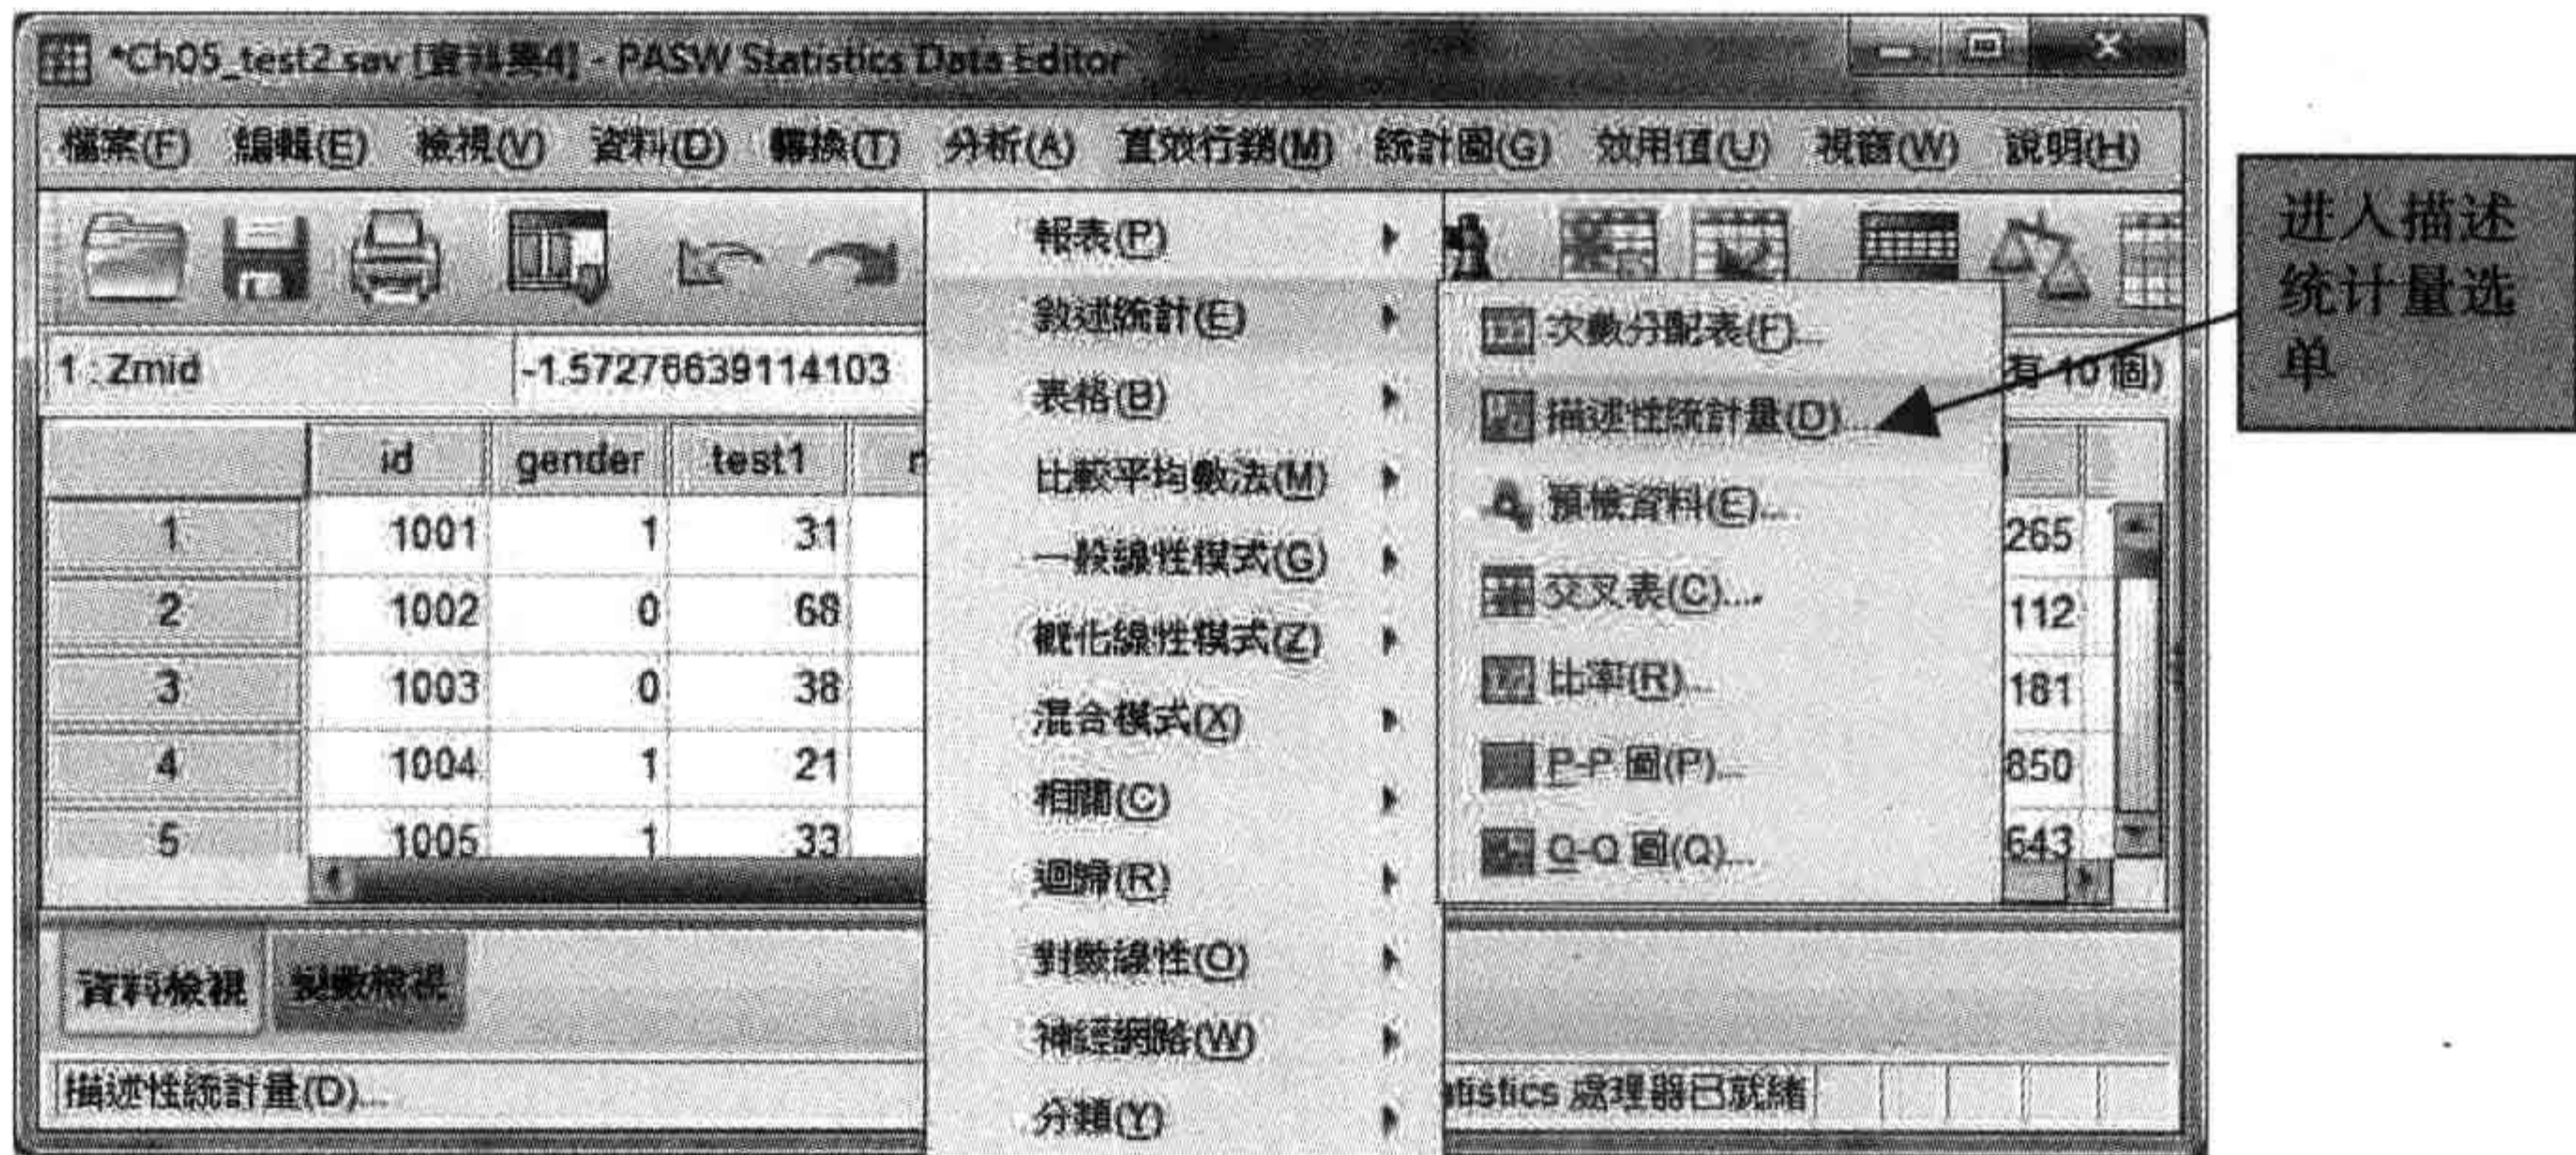 *Ch05_test2.sav [資料集4] - PASW Statistics Data Editor
檔案(F) 編輯(E) 檢視(V) 資料(D) 轉換(T) 分析(A) 直效行銷(M) 統計圖(G) 效用值(U) 視窗(W) 說明(H)
報表(P)
敘述統計(E)
表格(B)
比較平均數法(M)
一般線性模式(G)
概化線性模式(Z)
混合模式(X)
相關(C)
迴歸(R)
對數線性(O)
神經網路(W)
分類(Y)
次數分配表(F)...
描述性統計量(D)...
預檢資料(E)...
交叉表(C)...
比率(R)...
P-P 圖(P)...
Q-Q 圖(Q)...
进入描述
统计量选
单
1 : Zmid -1.57278639114103 有 10 個)
id gender test1
1 1001 1 31 265
2 1002 0 68 112
3 1003 0 38 181
4 1004 1 21 850
5 1005 1 33 643
資料檢視 變數檢視
描述性統計量(D)... atistics 處理器已就緒